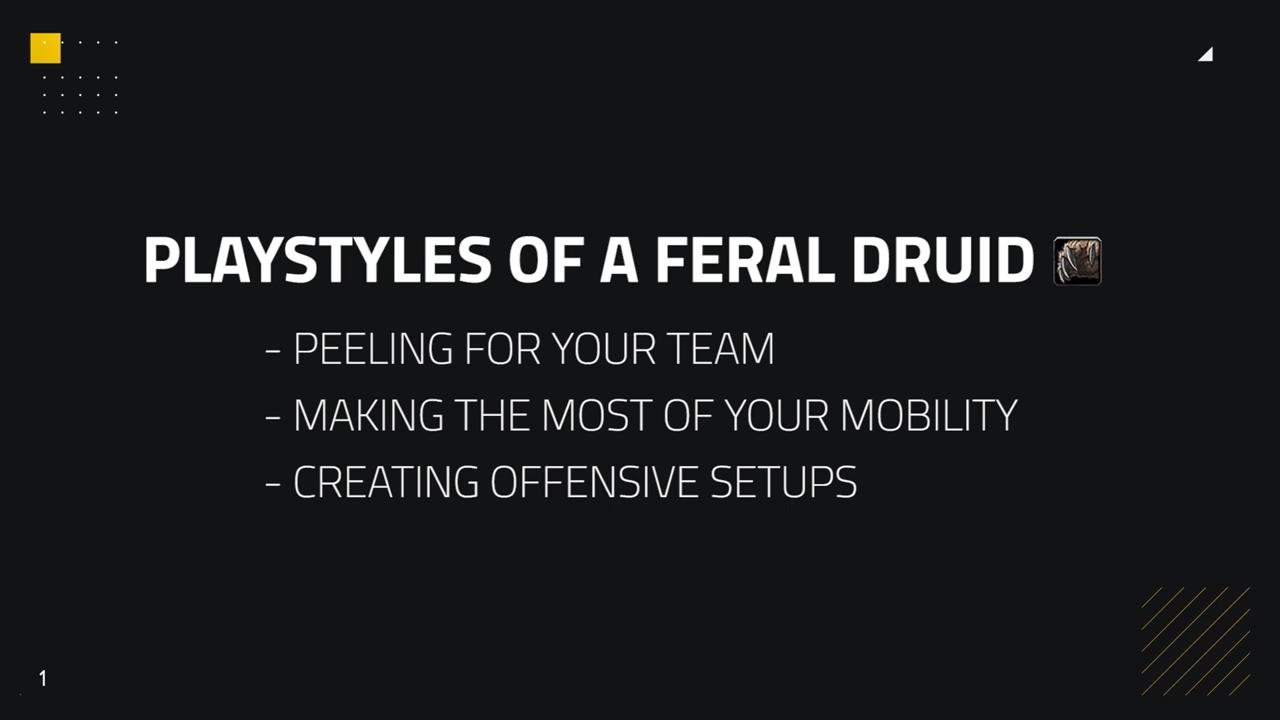 PLAYSTYLES OF A FERAL DRUID
- PEELING FOR YOUR TEAM
- MAKING THE MOST OF YOUR MOBILITY
- CREATING OFFENSIVE SETUPS
1